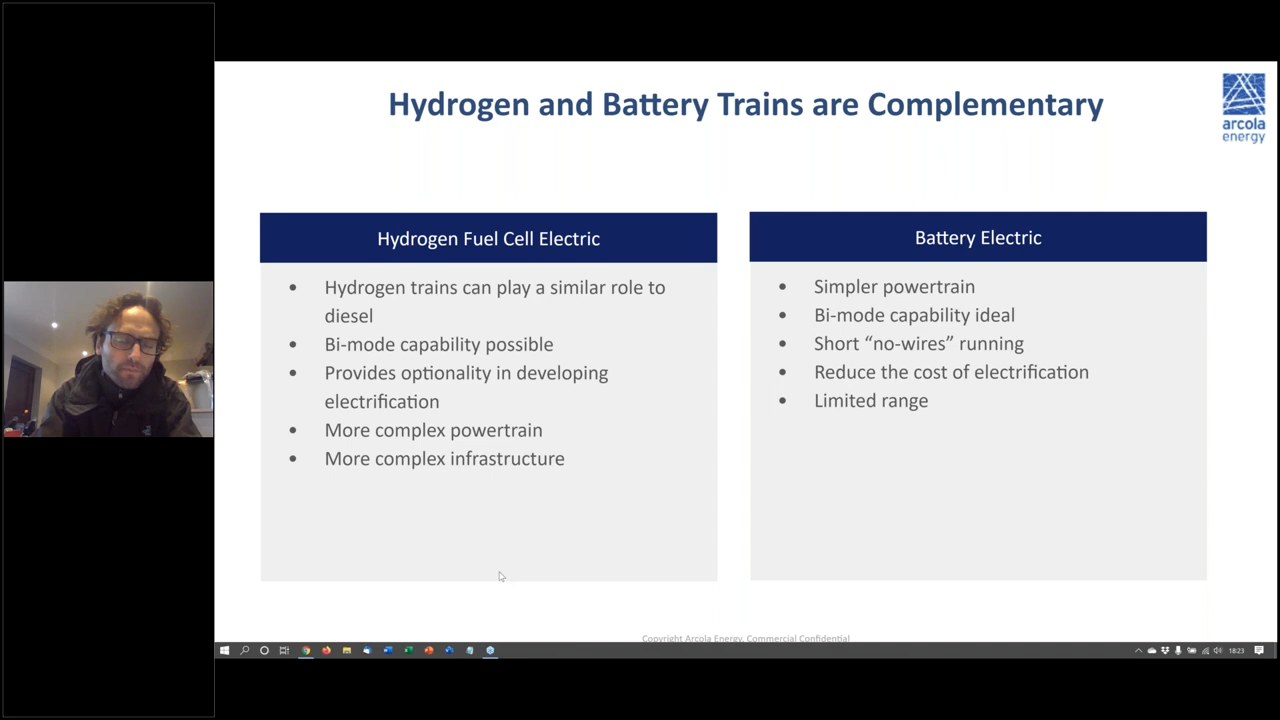 Hydrogen and Battery Trains are Complementary
arcola
energy
Hydrogen Fuel Cell Electric
• Hydrogen trains can play a similar role to
diesel
• Bi-mode capability possible
• Provides optionality in developing
electrification
• More complex powertrain
• More complex infrastructure
Battery Electric
• Simpler powertrain
• Bi-mode capability ideal
• Short “no-wires” running
• Reduce the cost of electrification
• Limited range
Copyright Arcola Energy, Commercial Confidential
18:23